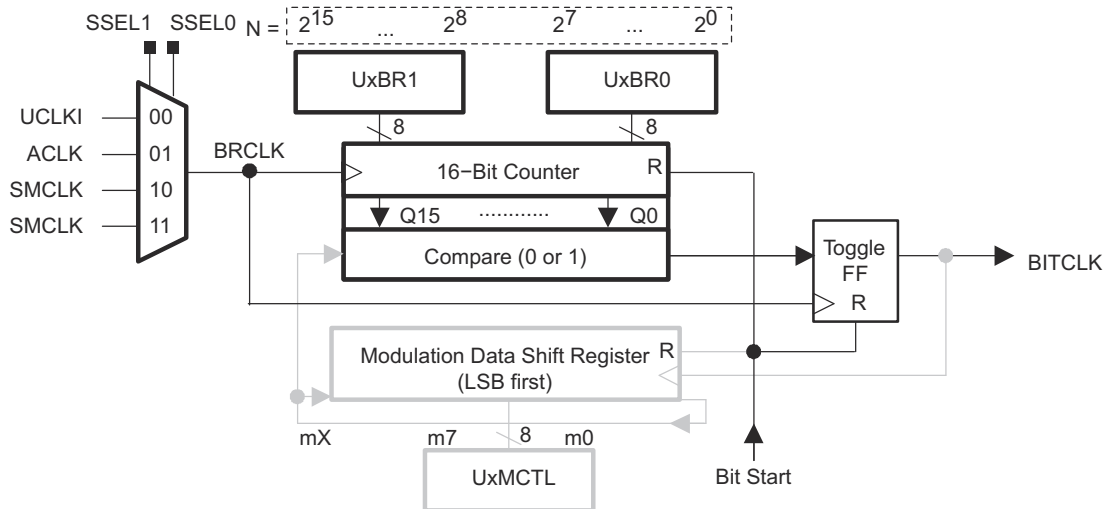 SSEL1 SSEL0 N = 2^15 ... 2^8 2^7 ... 2^0
UxBR1 UxBR0
8 8
UCLKI 00
ACLK 01
SMCLK 10
SMCLK 11
BRCLK
16−Bit Counter R
Q15 ............ Q0
Compare (0 or 1)
Toggle
FF
R
BITCLK
Modulation Data Shift Register R
(LSB first)
mX m7 8 m0
UxMCTL
Bit Start